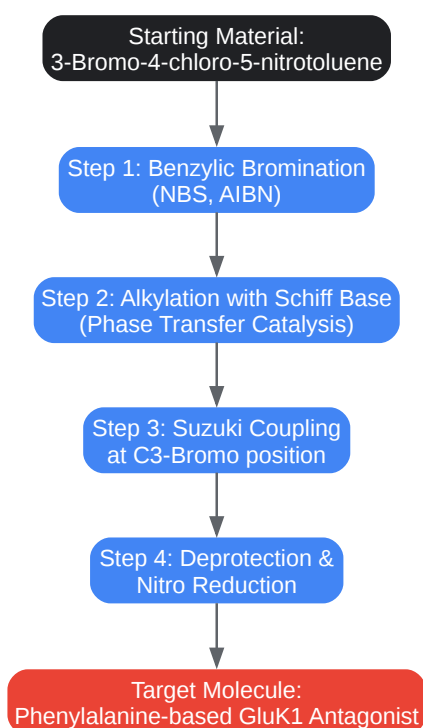 Starting Material:
3-Bromo-4-chloro-5-nitrotoluene
Step 1: Benzylic Bromination
(NBS, AIBN)
Step 2: Alkylation with Schiff Base
(Phase Transfer Catalysis)
Step 3: Suzuki Coupling
at C3-Bromo position
Step 4: Deprotection &
Nitro Reduction
Target Molecule:
Phenylalanine-based GluK1 Antagonist